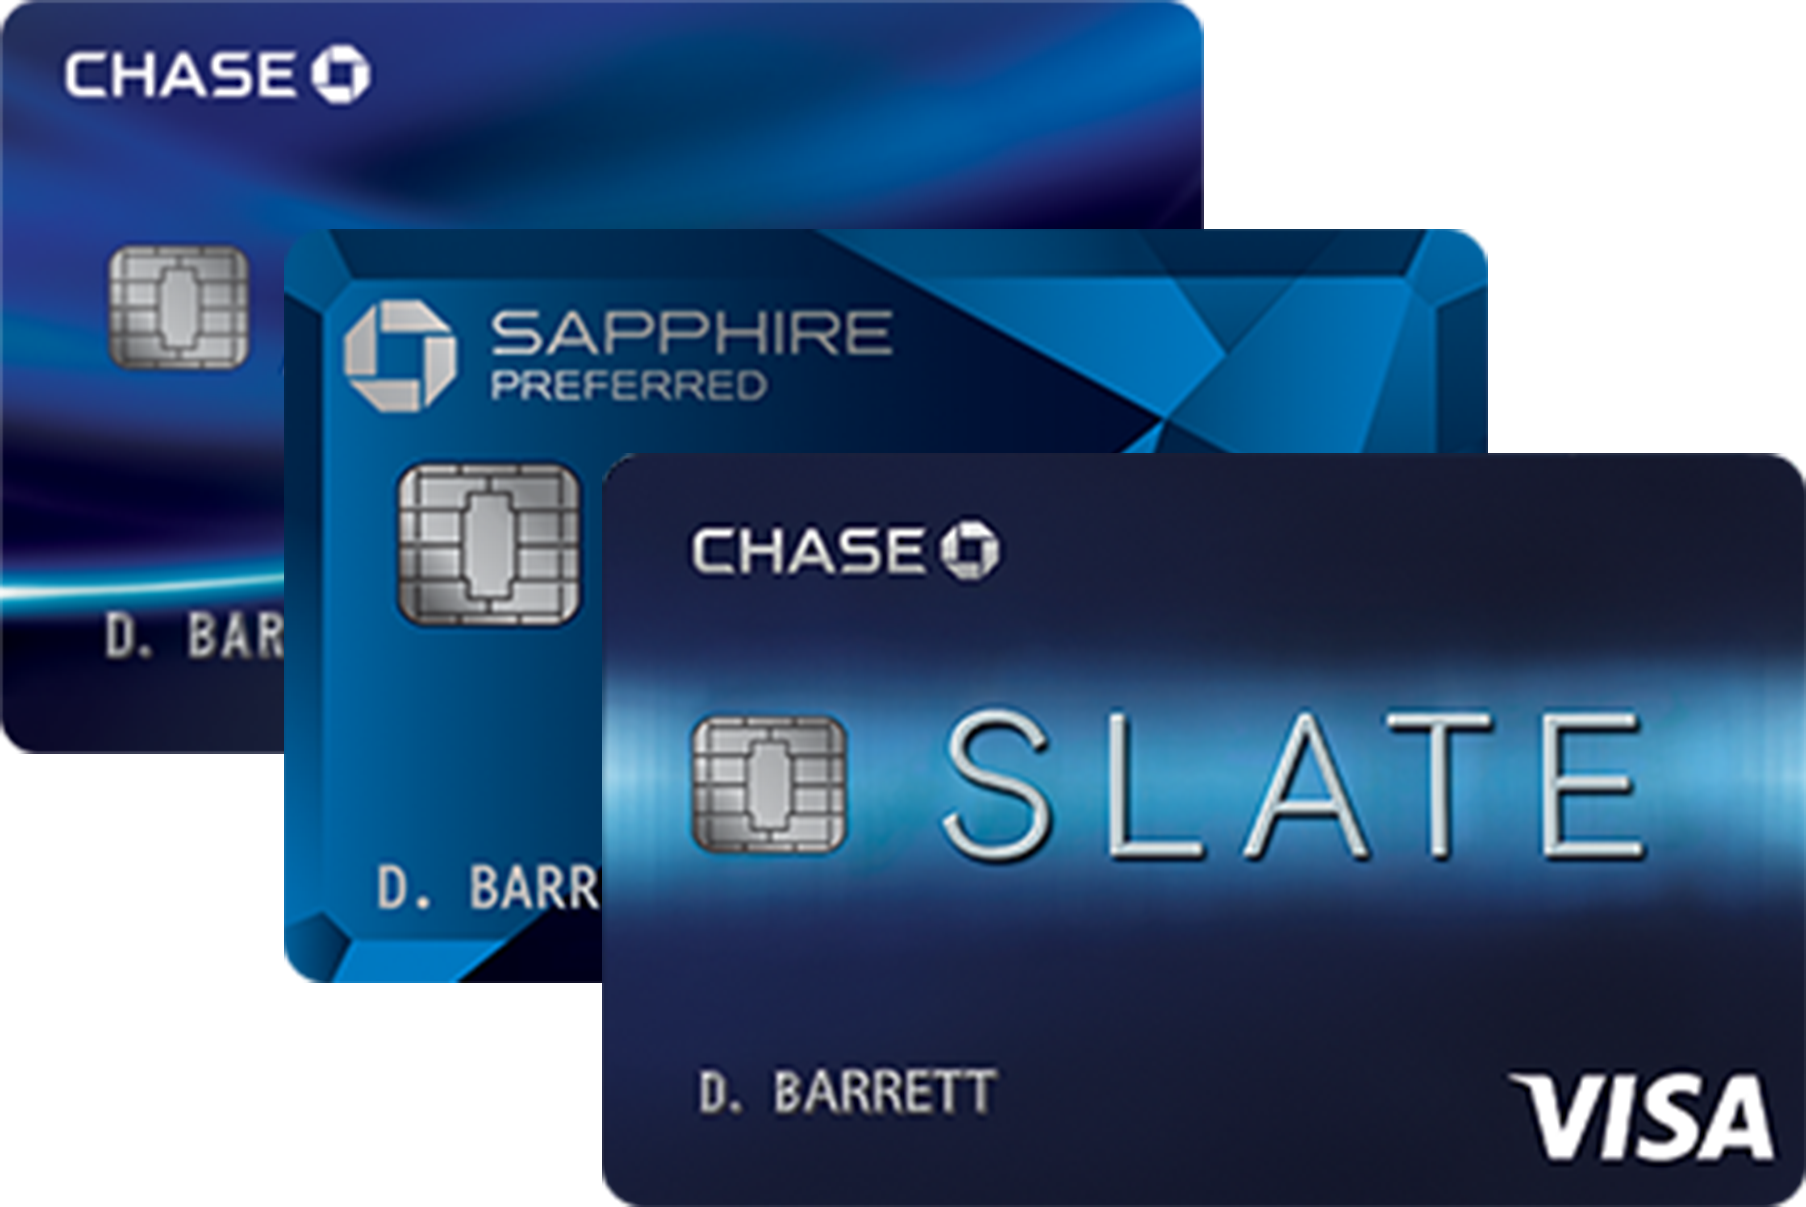 CHASE
D. BAR
SAPPHIRE
PREFERRED
D. BARR
CHASE
SLATE
D. BARRETT
VISA